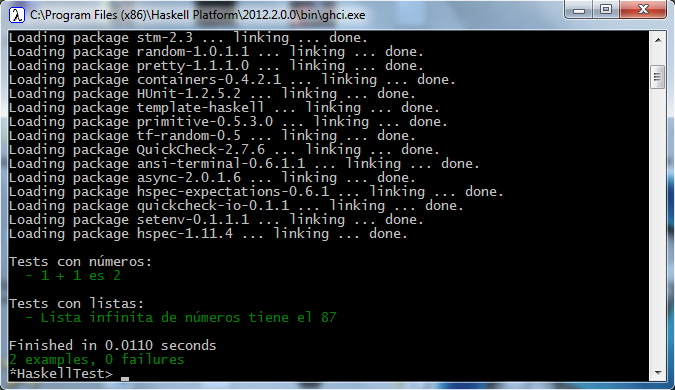 C:\Program Files (x86)\Haskell Platform\2012.2.0.0\bin\ghci.exe
Loading package stm-2.3 ... linking ... done.
Loading package random-1.0.1.1 ... linking ... done.
Loading package pretty-1.1.1.0 ... linking ... done.
Loading package containers-0.4.2.1 ... linking ... done.
Loading package HUnit-1.2.5.2 ... linking ... done.
Loading package template-haskell ... linking ... done.
Loading package primitive-0.5.3.0 ... linking ... done.
Loading package tf-random-0.5 ... linking ... done.
Loading package QuickCheck-2.7.6 ... linking ... done.
Loading package ansi-terminal-0.6.1.1 ... linking ... done.
Loading package async-2.0.1.6 ... linking ... done.
Loading package hspec-expectations-0.6.1 ... linking ... done.
Loading package quickcheck-io-0.1.1 ... linking ... done.
Loading package setenv-0.1.1.1 ... linking ... done.
Loading package hspec-1.11.4 ... linking ... done.
Tests con números:
- 1 + 1 es 2
Tests con listas:
- Lista infinita de números tiene el 87
Finished in 0.0110 seconds
2 examples, 0 failures
*HaskellTest> _